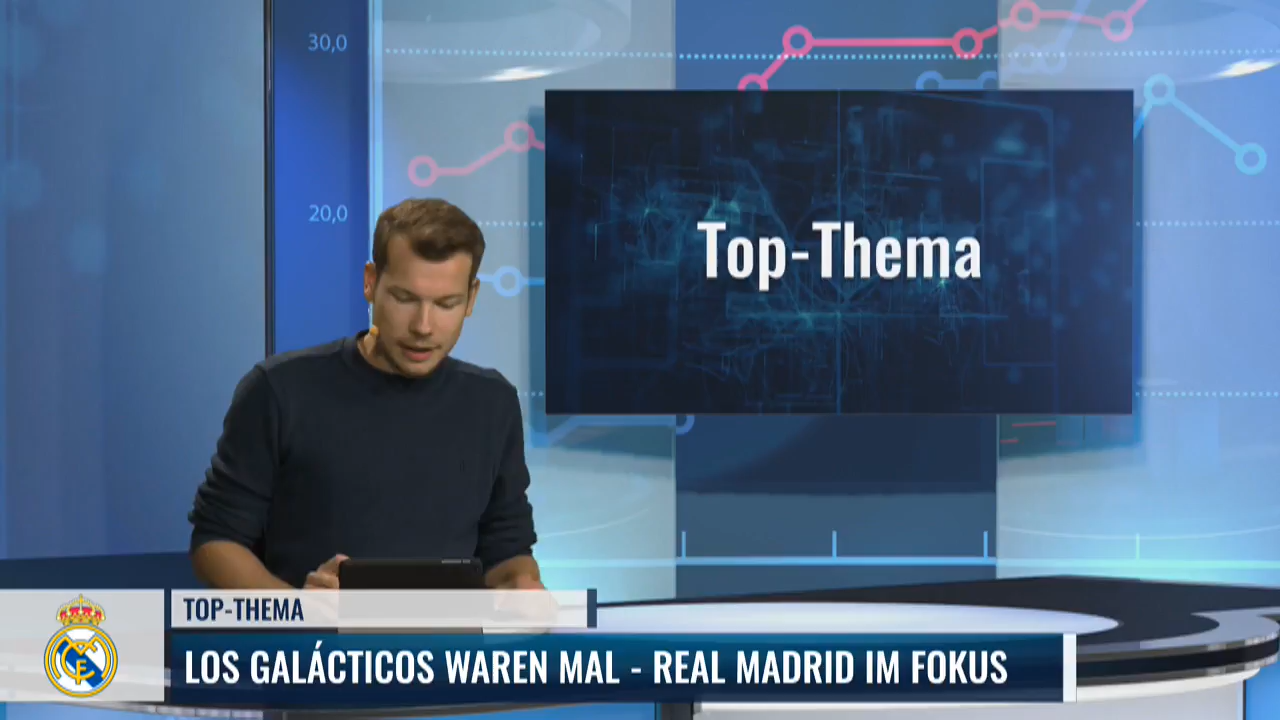 30,0
20,0
Top-Thema
TOP-THEMA
LOS GALÁCTICOS WAREN MAL - REAL MADRID IM FOKUS